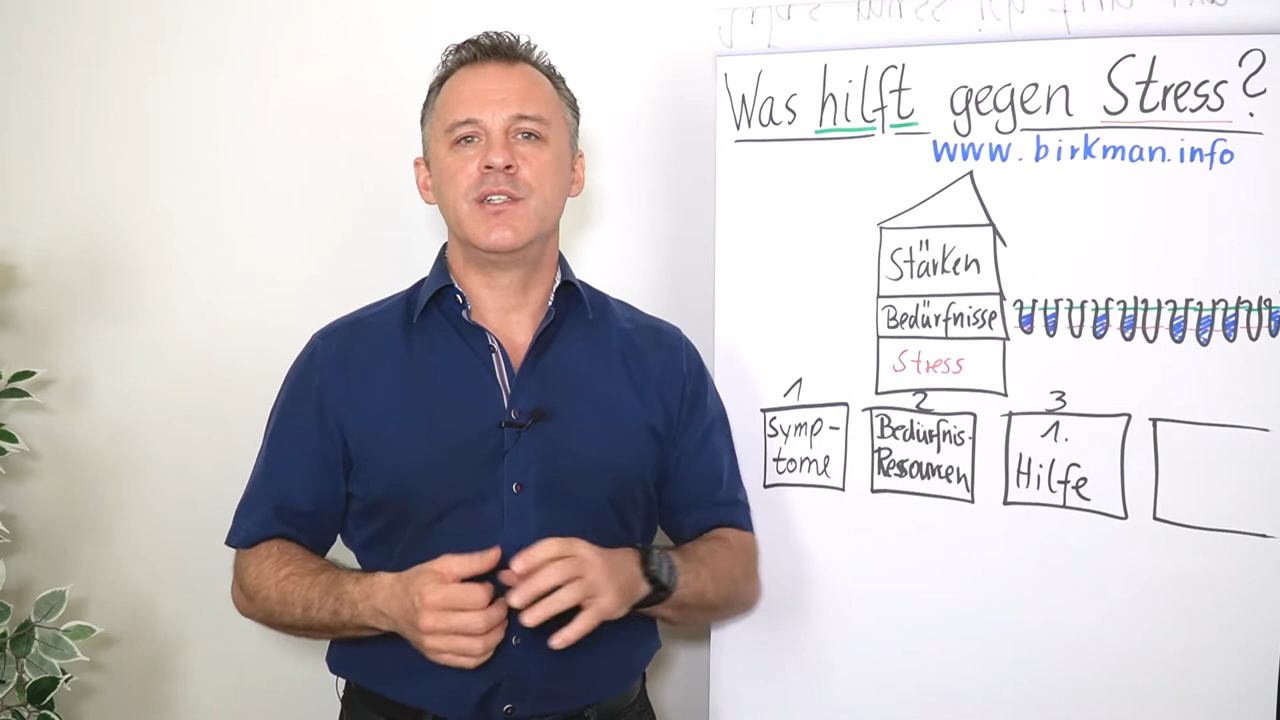 Was hilft gegen Stress?
www.birkman.info
Stärken
Bedürfnisse
Stress
1
Symp-
tome
2
Bedürfnis-
Ressourcen
3
1.
Hilfe